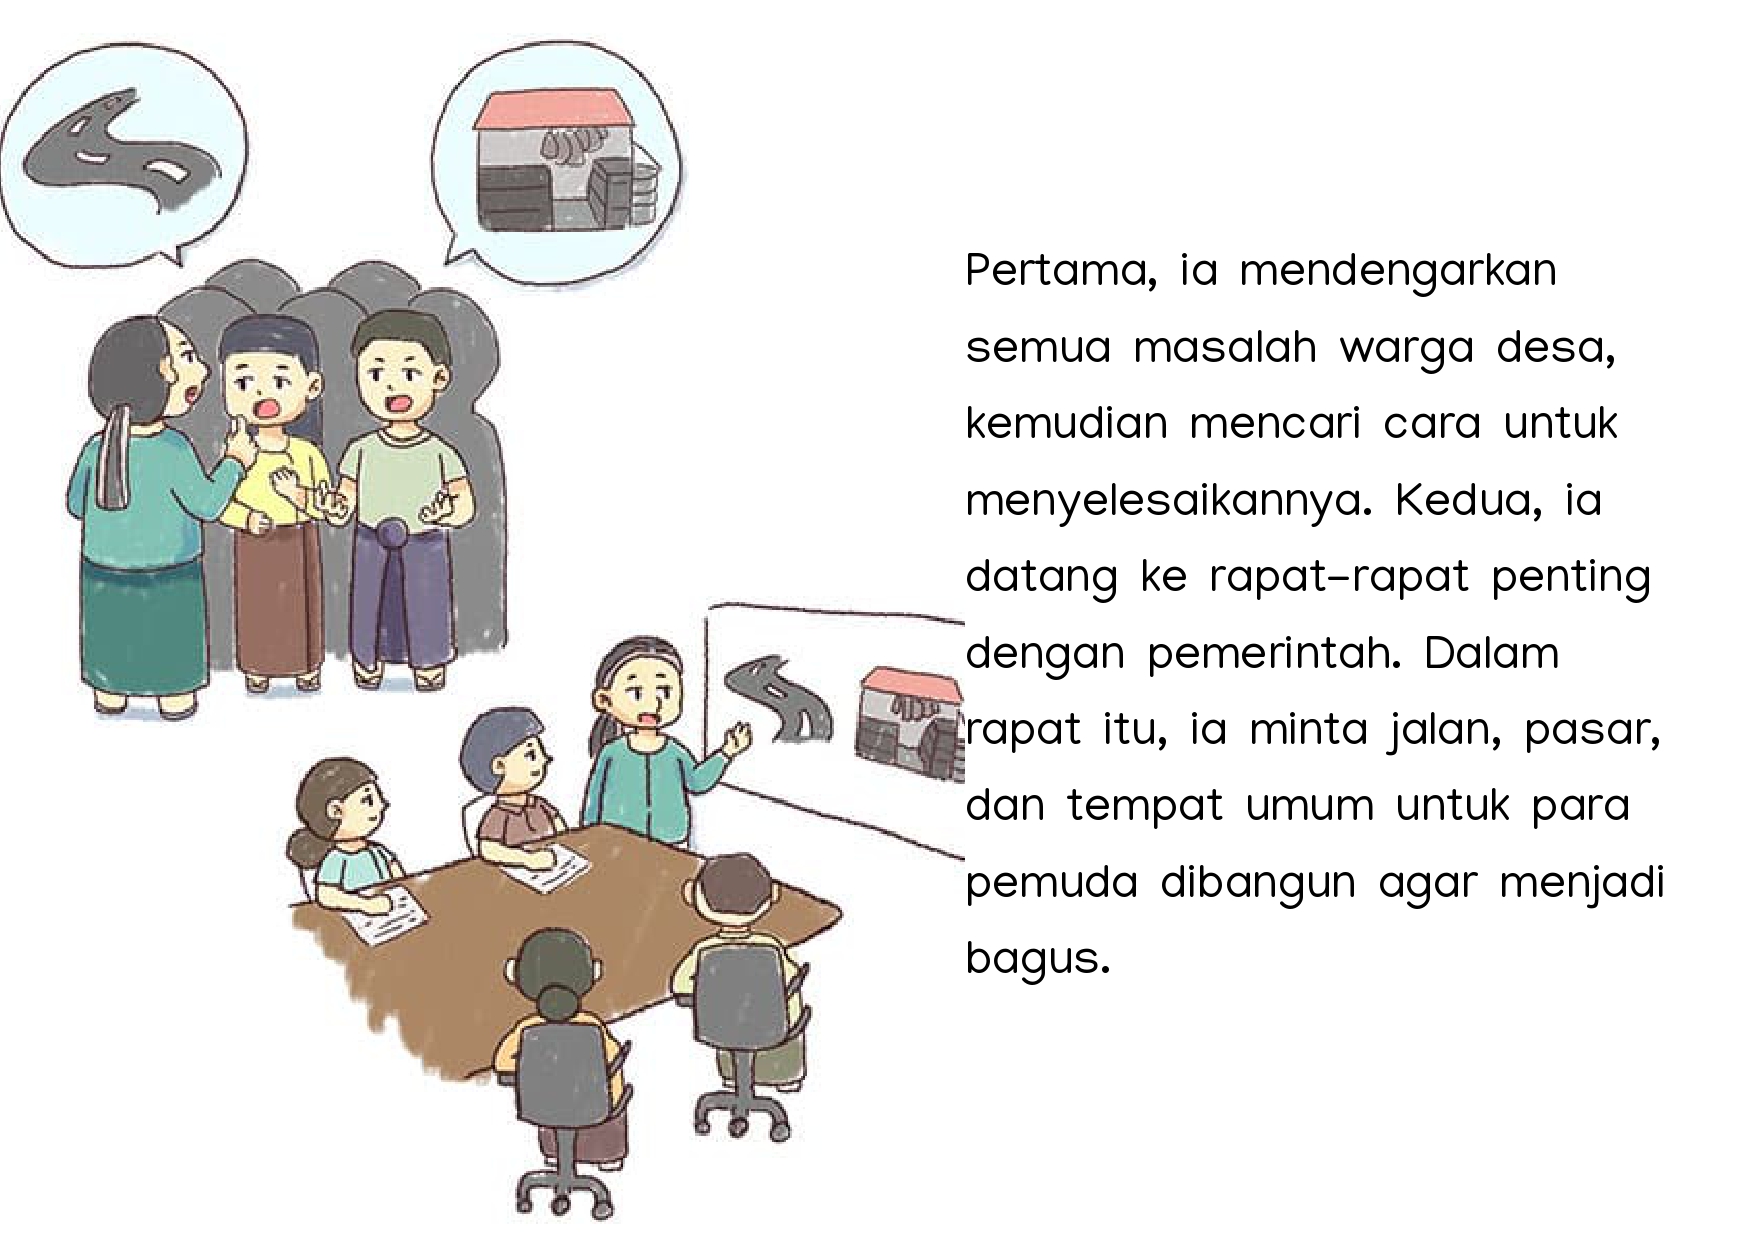 Pertama, ia mendengarkan
semua masalah warga desa,
kemudian mencari cara untuk
menyelesaikannya. Kedua, ia
datang ke rapat-rapat penting
dengan pemerintah. Dalam
rapat itu, ia minta jalan, pasar,
dan tempat umum untuk para
pemuda dibangun agar menjadi
bagus.